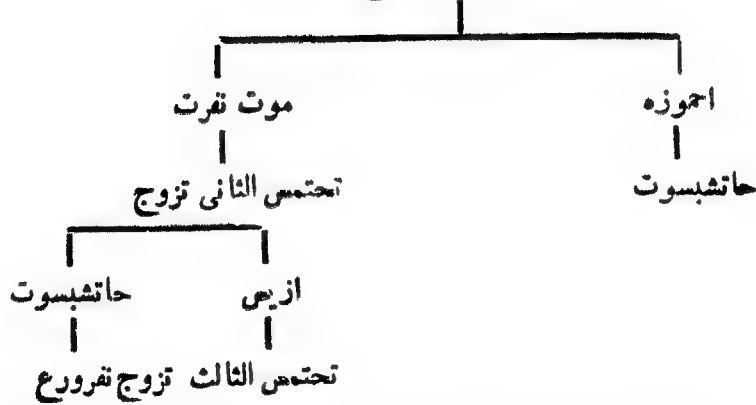 احموزه موت نفرت
حاتشبسوت تحتمس الثانى تزوج
ازيس حاتشبسوت
تحتمس الثالث تزوج نفرورع